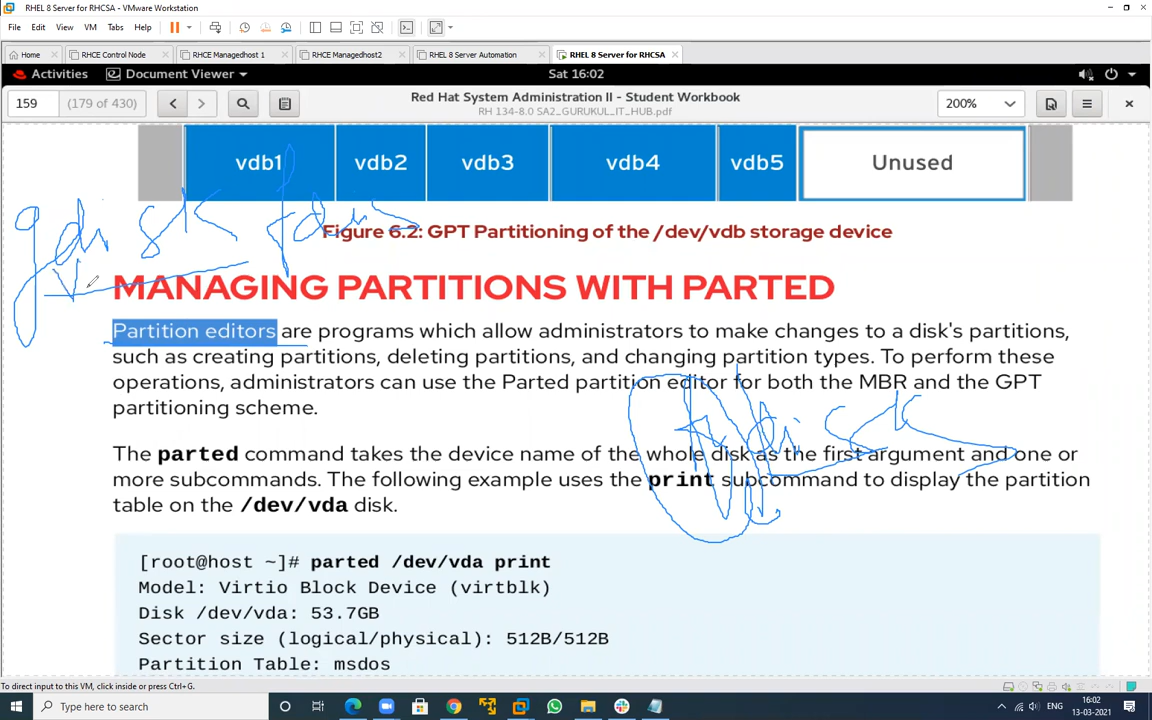 RHEL 8 Server for RHCSA - VMware Workstation
File Edit View VM Tabs Help
Home RHCE Control Node RHCE Managedhost 1 RHCE Managedhost2 RHEL 8 Server Automation RHEL 8 Server for RHCSA
Activities Document Viewer Sat 16:02
159 (179 of 430) Red Hat System Administration II - Student Workbook 200%
RH 134-8.0 SA2_GURUKUL_IT_HUB.pdf
vdb1 vdb2 vdb3 vdb4 vdb5 Unused
gdisk
Figure 6.2: GPT Partitioning of the /dev/vdb storage device
MANAGING PARTITIONS WITH PARTED
Partition editors are programs which allow administrators to make changes to a disk's partitions,
such as creating partitions, deleting partitions, and changing partition types. To perform these
operations, administrators can use the Parted partition editor for both the MBR and the GPT
partitioning scheme.
fdisk
The parted command takes the device name of the whole disk as the first argument and one or
more subcommands. The following example uses the print subcommand to display the partition
table on the /dev/vda disk.
[root@host ~]# parted /dev/vda print
Model: Virtio Block Device (virtblk)
Disk /dev/vda: 53.7GB
Sector size (logical/physical): 512B/512B
Partition Table: msdos
To direct input to this VM, click inside or press Ctrl+G.
Type here to search ENG 16:02
13-03-2021